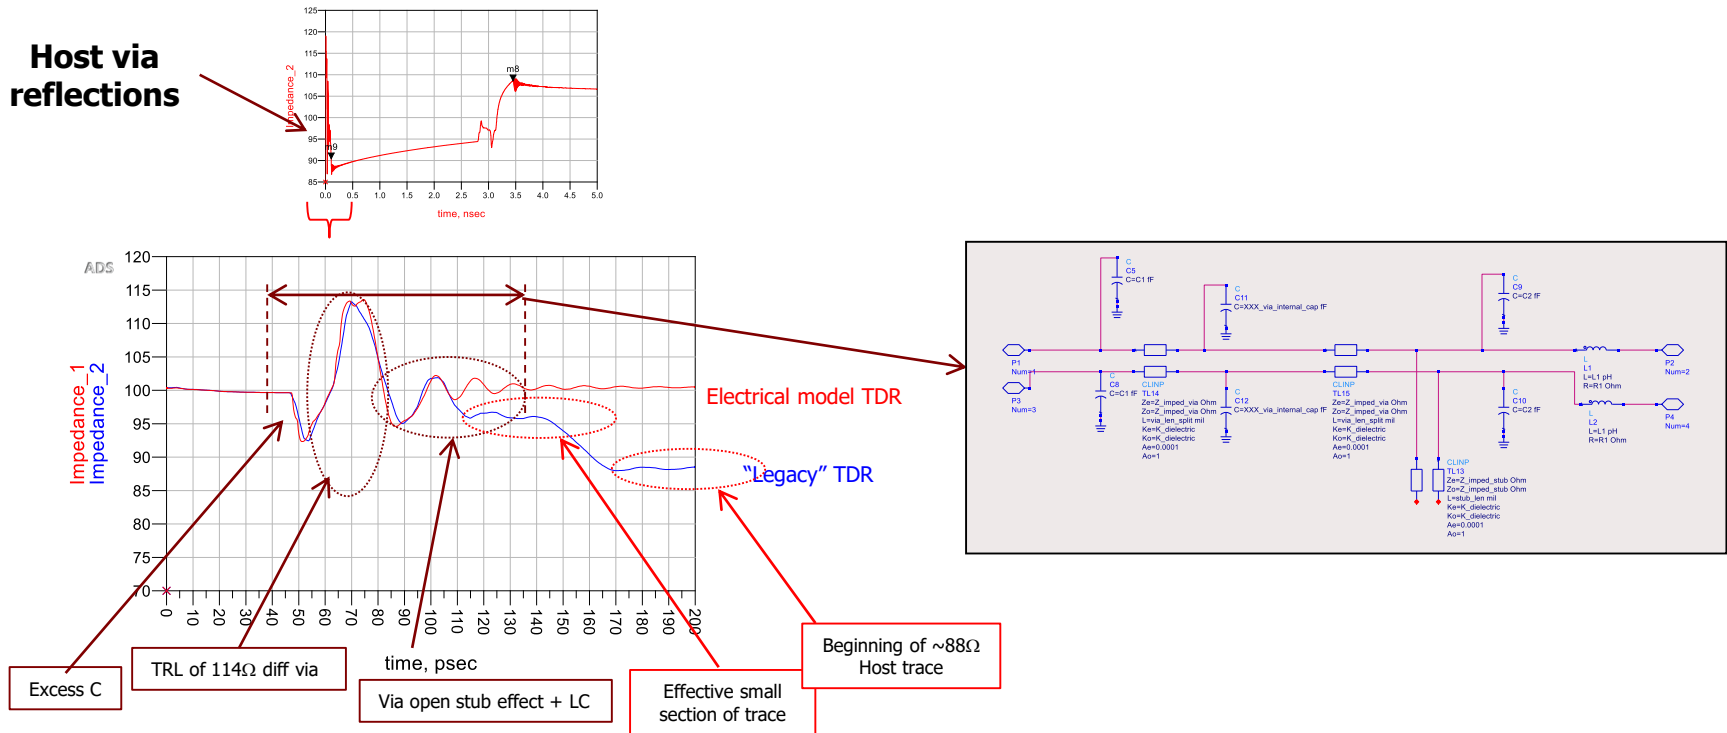 Host via
reflections
125
120
115
110
105
100
95
90
85
Impedance_2
m8
m9
0.0 0.5 1.0 1.5 2.0 2.5 3.0 3.5 4.0 4.5 5.0
time, nsec
ADS
120
115
110
105
100
95
90
85
80
75
70
Impedance_1
Impedance_2
0 10 20 30 40 50 60 70 80 90 100 110 120 130 140 150 160 170 180 190 200
time, psec
Electrical model TDR
"Legacy" TDR
Excess C
TRL of 114Ω diff via
Via open stub effect + LC
Effective small
section of trace
Beginning of ~88Ω
Host trace
C
C5
C=C1 fF
C
C11
C=XXX_via_internal_cap fF
C
C9
C=C2 fF
P1
Num=1
P3
Num=3
C
C8
C=C1 fF
CLINP
TL14
Ze=Z_imped_via Ohm
Zo=Z_imped_via Ohm
L=via_len_split mil
Ke=K_dielectric
Ko=K_dielectric
Ae=0.0001
Ao=1
C
C12
C=XXX_via_internal_cap fF
CLINP
TL15
Ze=Z_imped_via Ohm
Zo=Z_imped_via Ohm
L=via_len_split mil
Ke=K_dielectric
Ko=K_dielectric
Ae=0.0001
Ao=1
C
C10
C=C2 fF
L
L1
L=L1 pH
R=R1 Ohm
P2
Num=2
L
L2
L=L1 pH
R=R1 Ohm
P4
Num=4
CLINP
TL13
Ze=Z_imped_stub Ohm
Zo=Z_imped_stub Ohm
L=stub_len mil
Ke=K_dielectric
Ko=K_dielectric
Ae=0.0001
Ao=1